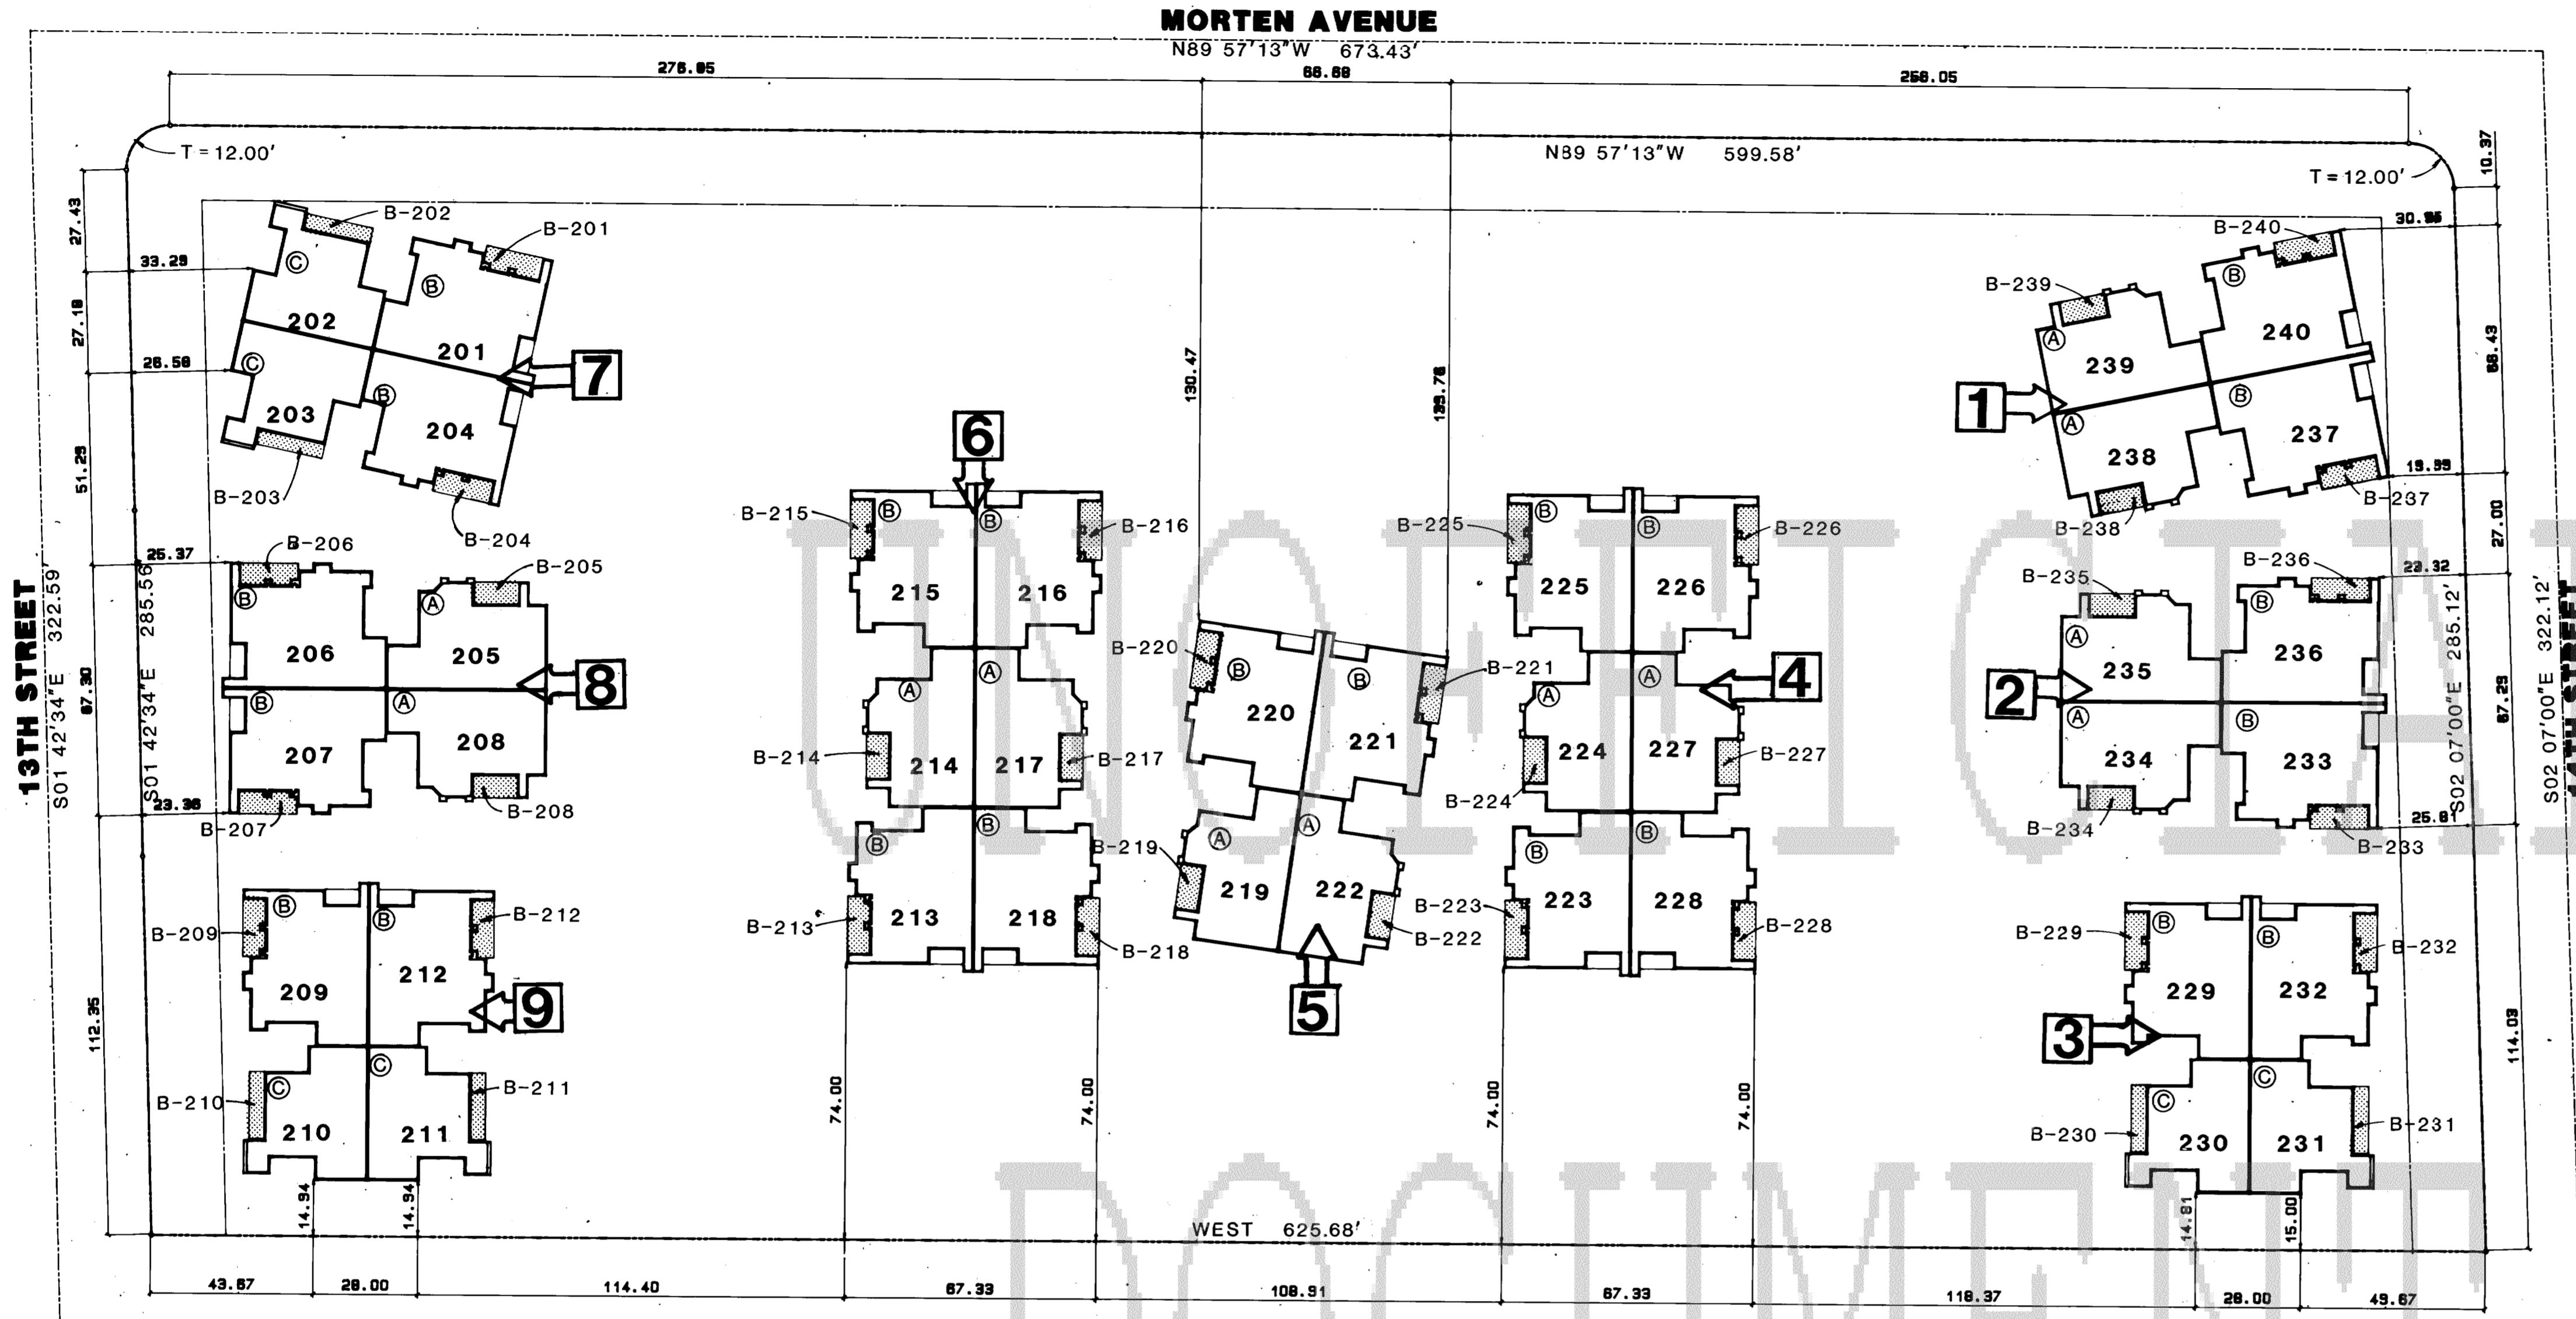 MORTEN AVENUE
N89 57'13"W 673.43'
276.95 66.68 256.05
T=12.00' N89 57'13"W 599.58' T=12.00'
10.37
27.43
B-202
B-201
B-240
30.95
33.29
C
B
B-239
B
27.18
202
201
A
239
240
68.43
26.58
C
7
130.47
139.76
1
B
203
B
204
A
238
B
237
51.29
6
19.99
B-203
B-204
B-238
B-237
27.00
B-215
B
B
B-216
B-225
B
B
B-226
25.37
B-206
B-205
B-235
B-236
23.32
B
A
215
216
225
226
A
B
206
205
8
B-220
B
B
B-221
4
2
235
236
67.30
67.29
13TH STREET
S01 42'34"E 322.59'
S01 42'34"E 285.56'
S02 07'00"E 285.12'
S02 07'00"E 322.12'
14TH STREET
B
A
A
A
A
A
A
B
207
208
B-214
214
217
B-217
220
221
224
227
B-227
234
233
B-224
23.36
B-207
B-208
B-234
B-233
25.61
B
B
B-219
A
A
B
B
B-209
B
B
B-212
B-213
213
218
B-218
219
222
B-222
B-223
223
228
B-228
B-229
B
B
B-232
209
212
9
5
229
232
3
112.35
114.03
B-210
C
C
B-211
74.00
74.00
74.00
74.00
B-230
C
C
B-231
210
211
230
231
14.94
14.94
14.81
15.00
WEST 625.68'
43.67 28.00 114.40 67.33 108.91 67.33 118.37 28.00 49.67
UNOFFICIAL
DOCUMENT